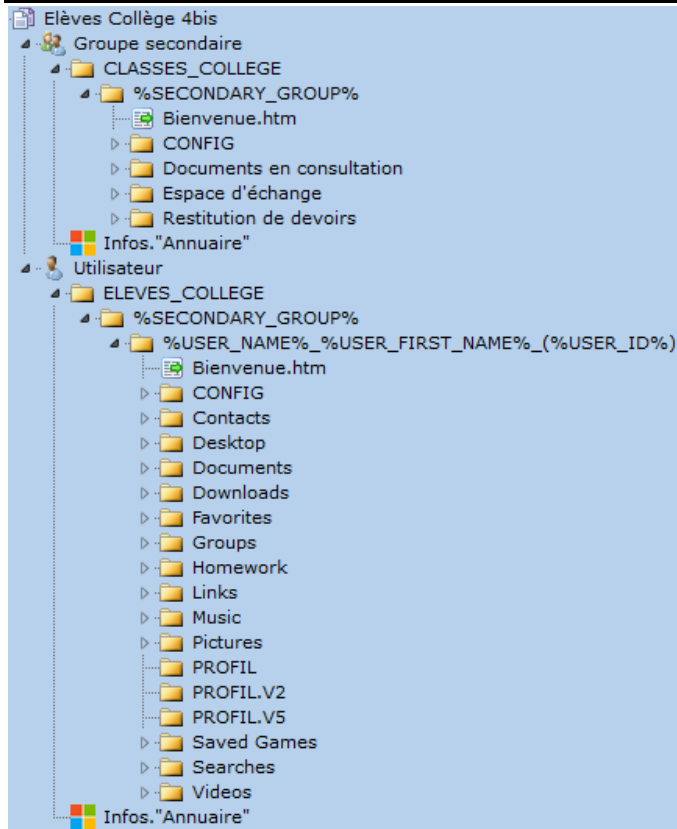 Elèves Collège 4bis
Groupe secondaire
CLASSES_COLLEGE
%SECONDARY_GROUP%
Bienvenue.htm
CONFIG
Documents en consultation
Espace d'échange
Restitution de devoirs
Infos."Annuaire"
Utilisateur
ELEVES_COLLEGE
%SECONDARY_GROUP%
%USER_NAME%_%USER_FIRST_NAME%_(%USER_ID%)
Bienvenue.htm
CONFIG
Contacts
Desktop
Documents
Downloads
Favorites
Groups
Homework
Links
Music
Pictures
PROFIL
PROFIL.V2
PROFIL.V5
Saved Games
Searches
Videos
Infos."Annuaire"